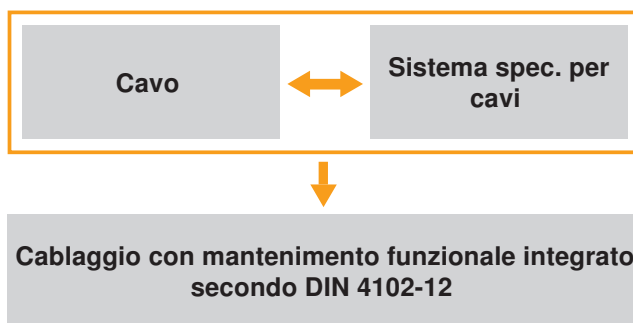 Cavo
Sistema spec. per
cavi
Cablaggio con mantenimento funzionale integrato
secondo DIN 4102-12